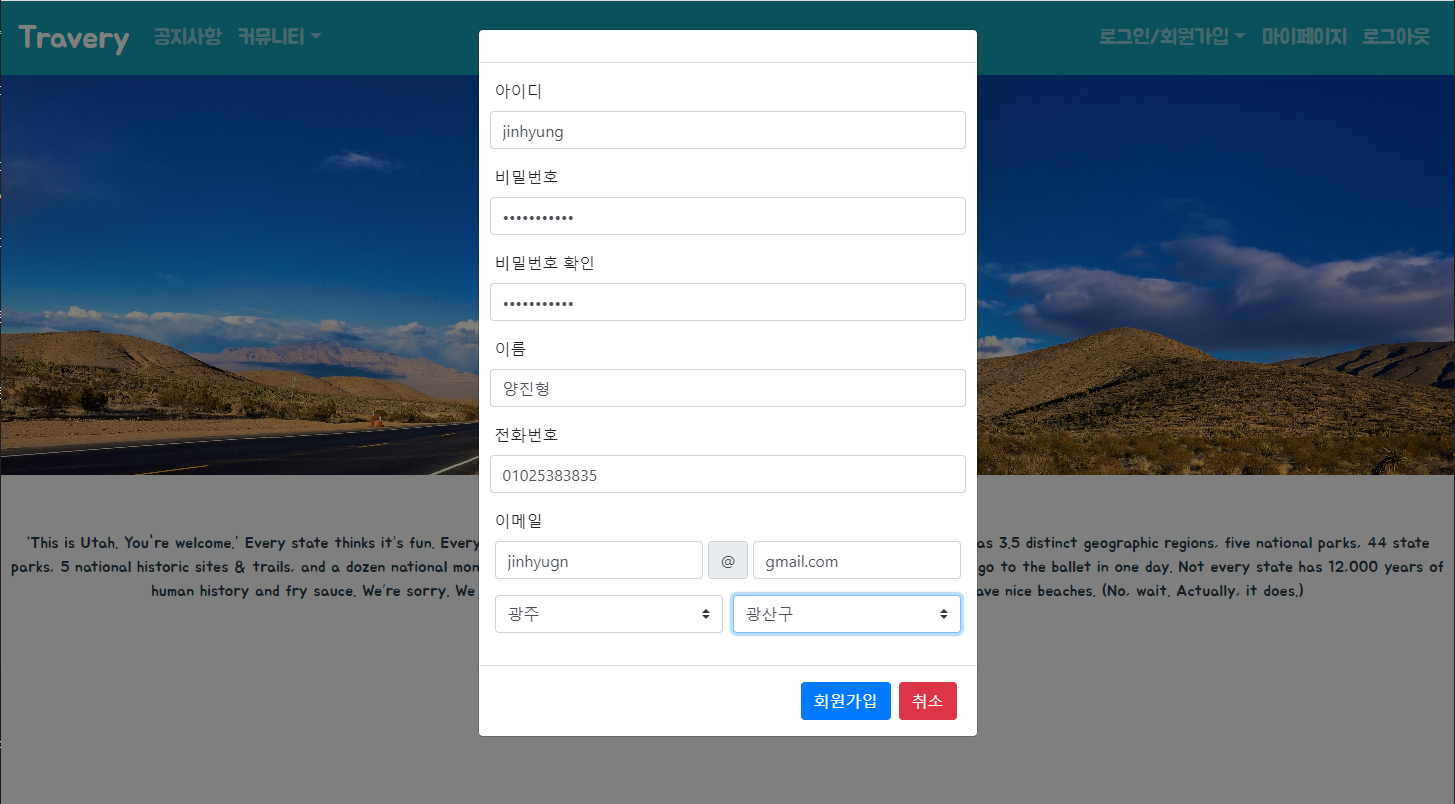 Travery 공지사항 커뮤니티 로그인/회원가입 마이페이지 로그아웃
아이디
jinhyung
비밀번호
•••••••••••
비밀번호 확인
•••••••••••
이름
양진형
전화번호
01025383835
이메일
jinhyugn @ gmail.com
광주 광산구
회원가입 취소
'This is Utah. You're welcome.' Every state thinks it's fun. Every as 3.5 distinct geographic regions, five national parks, 44 state
parks, 5 national historic sites & trails, and a dozen national mon go to the ballet in one day. Not every state has 12,000 years of
human history and fry sauce. We're sorry. We ave nice beaches. (No, wait. Actually, it does.)